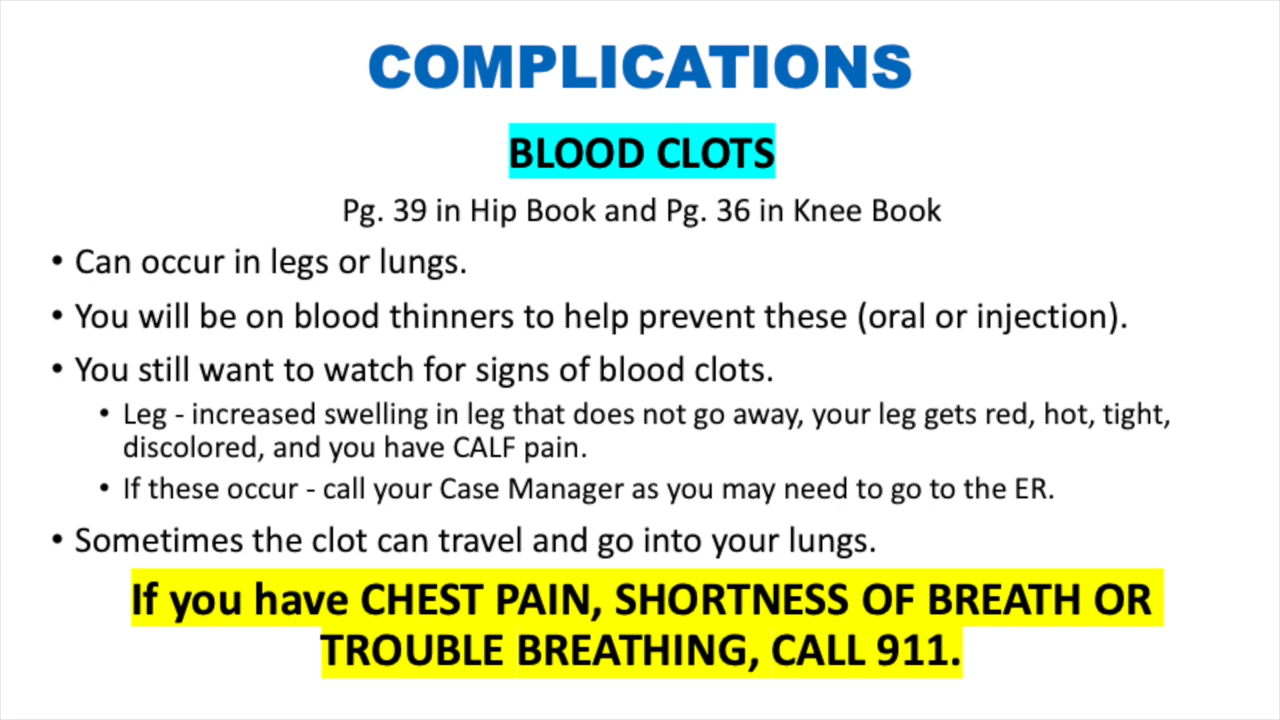 COMPLICATIONS
BLOOD CLOTS
Pg. 39 in Hip Book and Pg. 36 in Knee Book
• Can occur in legs or lungs.
• You will be on blood thinners to help prevent these (oral or injection).
• You still want to watch for signs of blood clots.
• Leg - increased swelling in leg that does not go away, your leg gets red, hot, tight,
discolored, and you have CALF pain.
• If these occur - call your Case Manager as you may need to go to the ER.
• Sometimes the clot can travel and go into your lungs.
If you have CHEST PAIN, SHORTNESS OF BREATH OR
TROUBLE BREATHING, CALL 911.